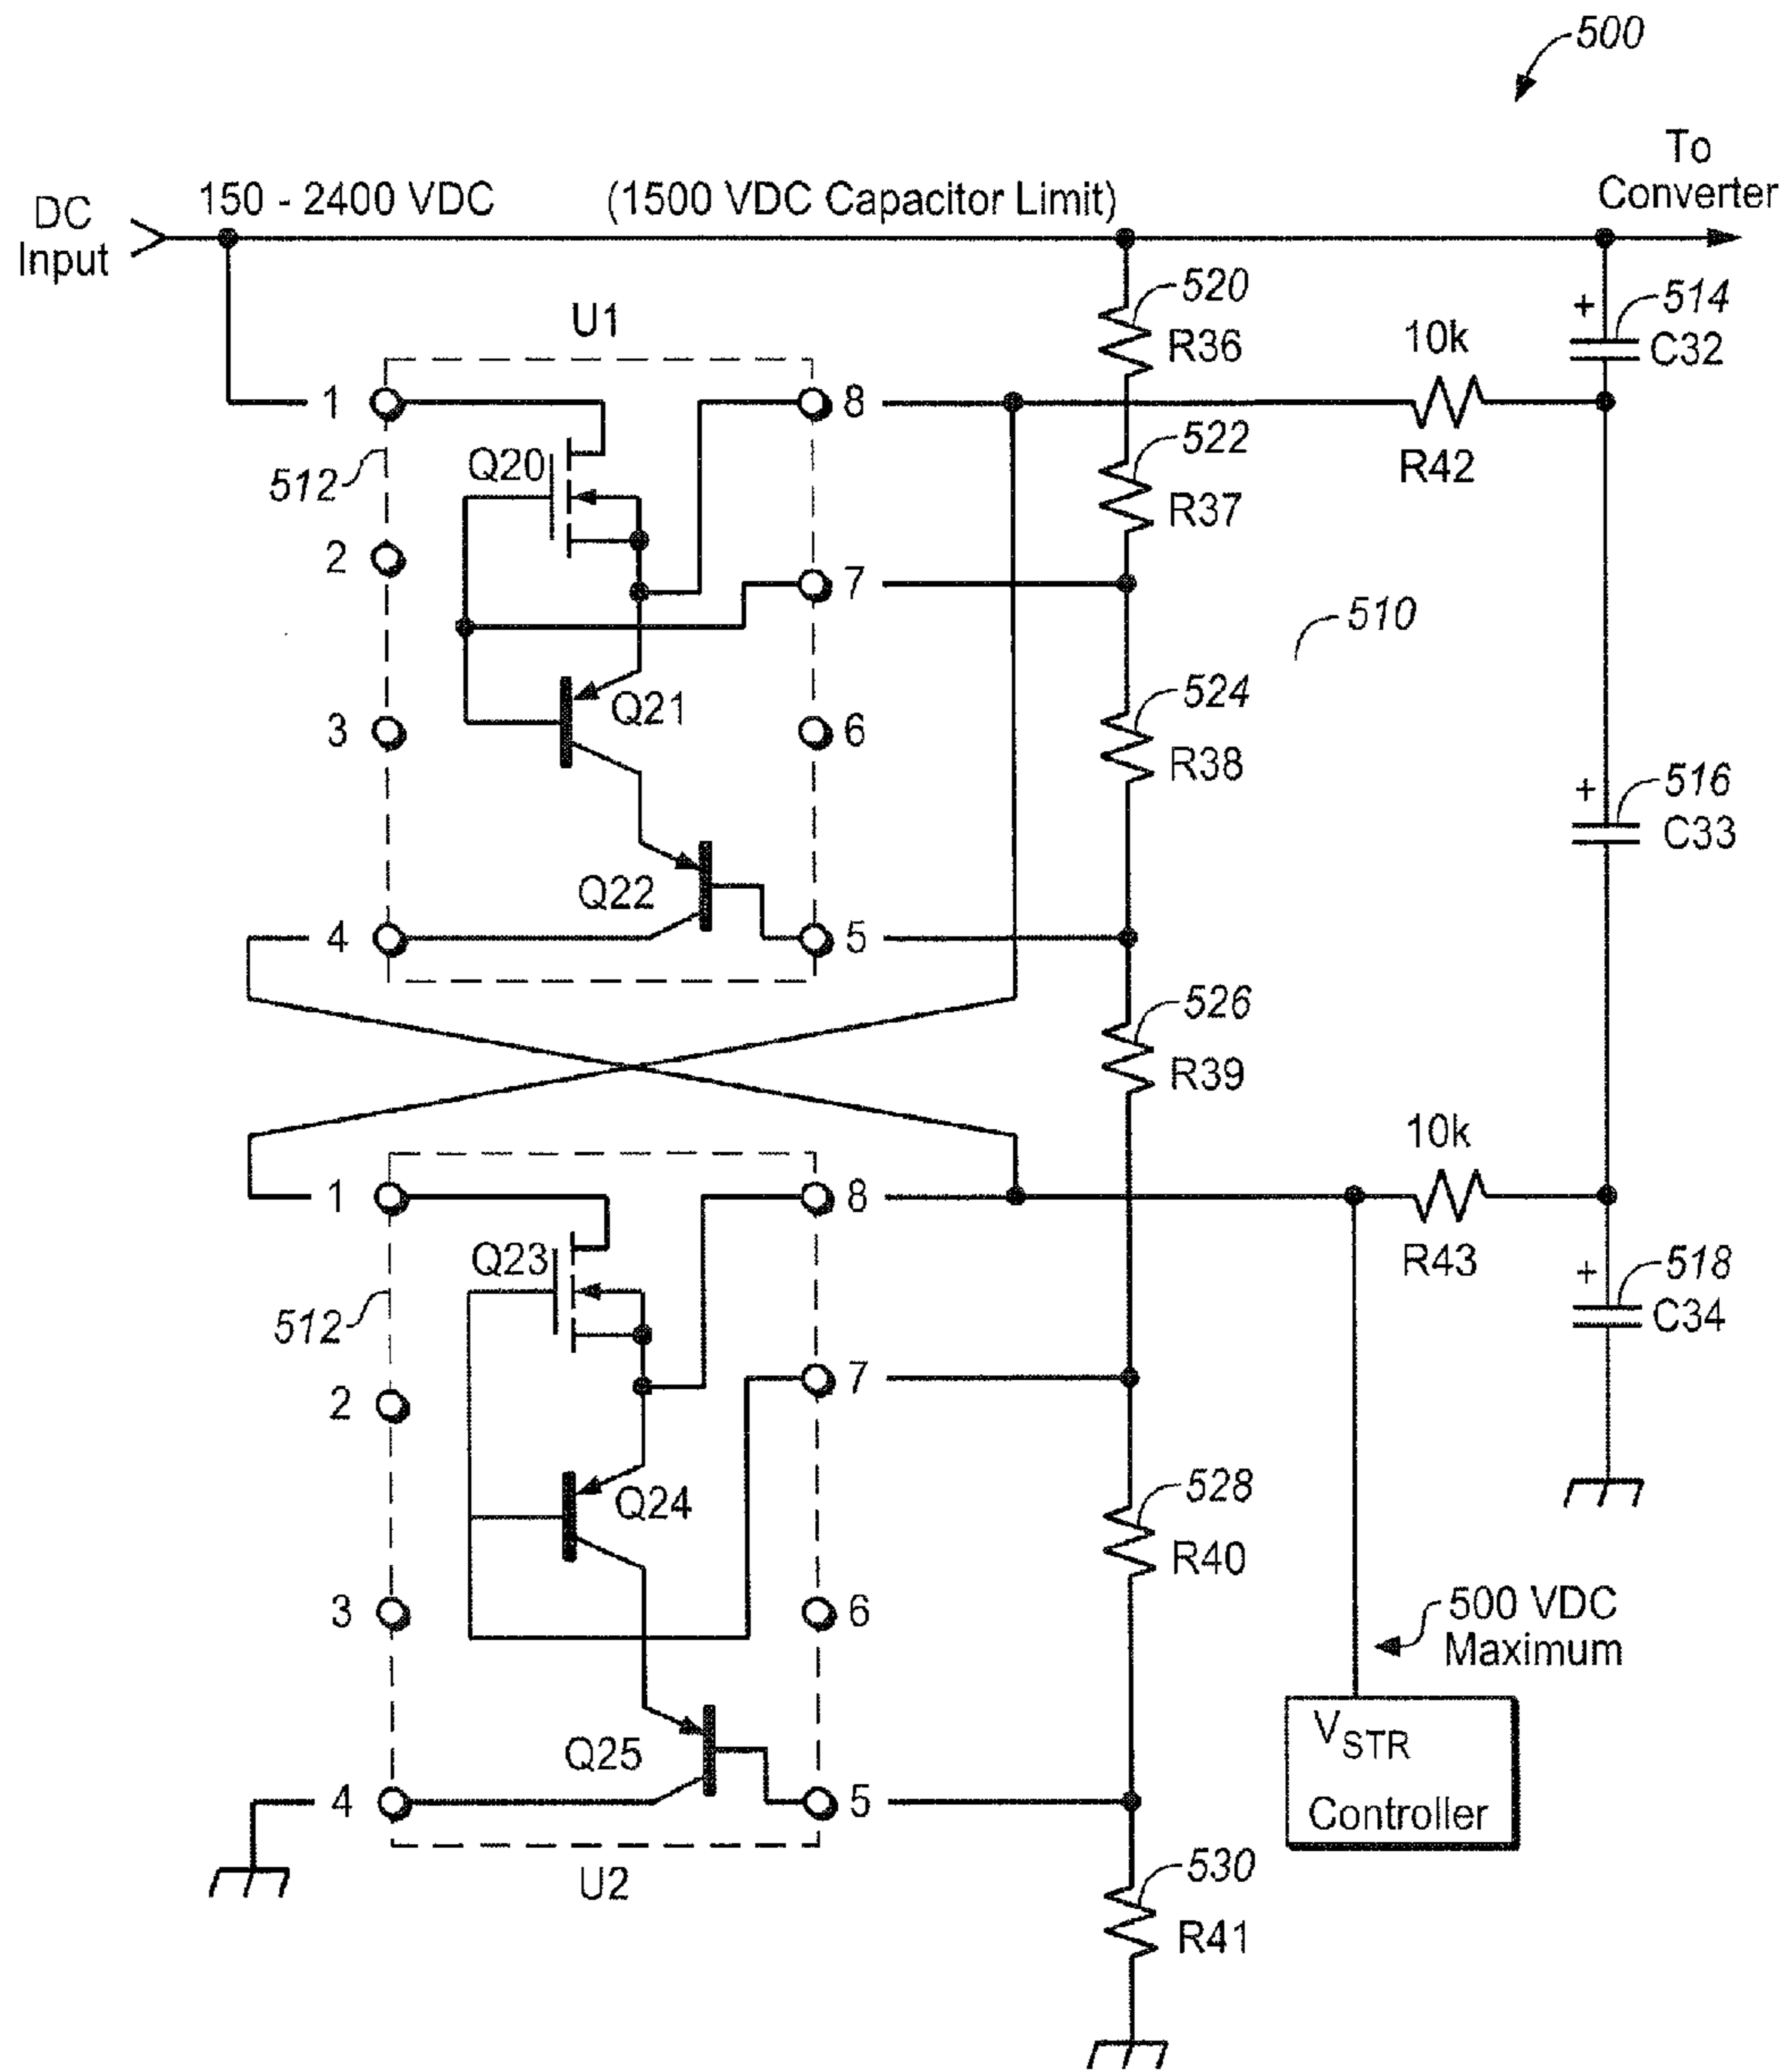 500
To
Converter
DC
Input
150 - 2400 VDC
(1500 VDC Capacitor Limit)
520
R36
+
514
C32
10k
R42
U1
1
8
512
Q20
522
R37
2
7
510
Q21
3
6
524
R38
+
516
C33
Q22
4
5
526
R39
10k
R43
1
8
Q23
512
+
518
C34
2
7
Q24
528
R40
3
6
500 VDC
Maximum
Q25
VSTR
Controller
4
5
U2
530
R41